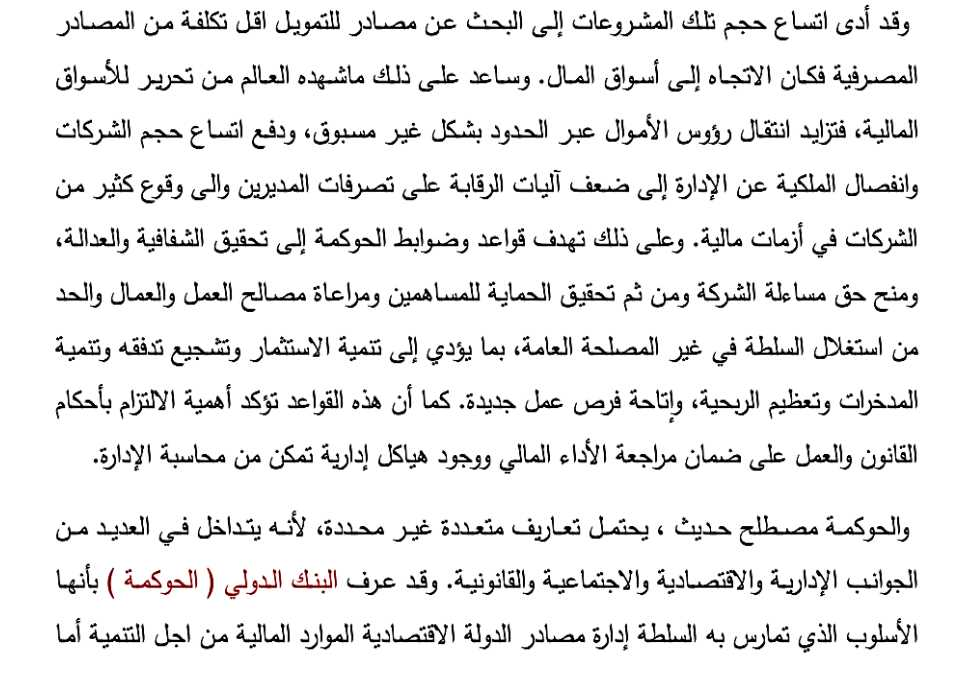 وقد أدى اتساع حجم تلك المشروعات إلى البحث عن مصادر للتمويل اقل تكلفة من المصادر
المصرفية فكان الاتجاه إلى أسواق المال. وساعد على ذلك ماشهده العالم من تحرير للأسواق
المالية، فتزايد انتقال رؤوس الأموال عبر الحدود بشكل غير مسبوق، ودفع اتساع حجم الشركات
وانفصال الملكية عن الإدارة إلى ضعف آليات الرقابة على تصرفات المديرين والى وقوع كثير من
الشركات في أزمات مالية. وعلى ذلك تهدف قواعد وضوابط الحوكمة إلى تحقيق الشفافية والعدالة،
ومنح حق مساءلة الشركة ومن ثم تحقيق الحماية للمساهمين ومراعاة مصالح العمل والعمال والحد
من استغلال السلطة في غير المصلحة العامة، بما يؤدي إلى تنمية الاستثمار وتشجيع تدفقه وتنمية
المدخرات وتعظيم الربحية، وإتاحة فرص عمل جديدة. كما أن هذه القواعد تؤكد أهمية الالتزام بأحكام
القانون والعمل على ضمان مراجعة الأداء المالي ووجود هياكل إدارية تمكن من محاسبة الإدارة.
والحوكمة مصطلح حديث ، يحتمل تعاريف متعددة غير محددة، لأنه يتداخل في العديد من
الجوانب الإدارية والاقتصادية والاجتماعية والقانونية. وقد عرف البنك الدولي ( الحوكمة ) بأنها
الأسلوب الذي تمارس به السلطة إدارة مصادر الدولة الاقتصادية الموارد المالية من اجل التنمية أما